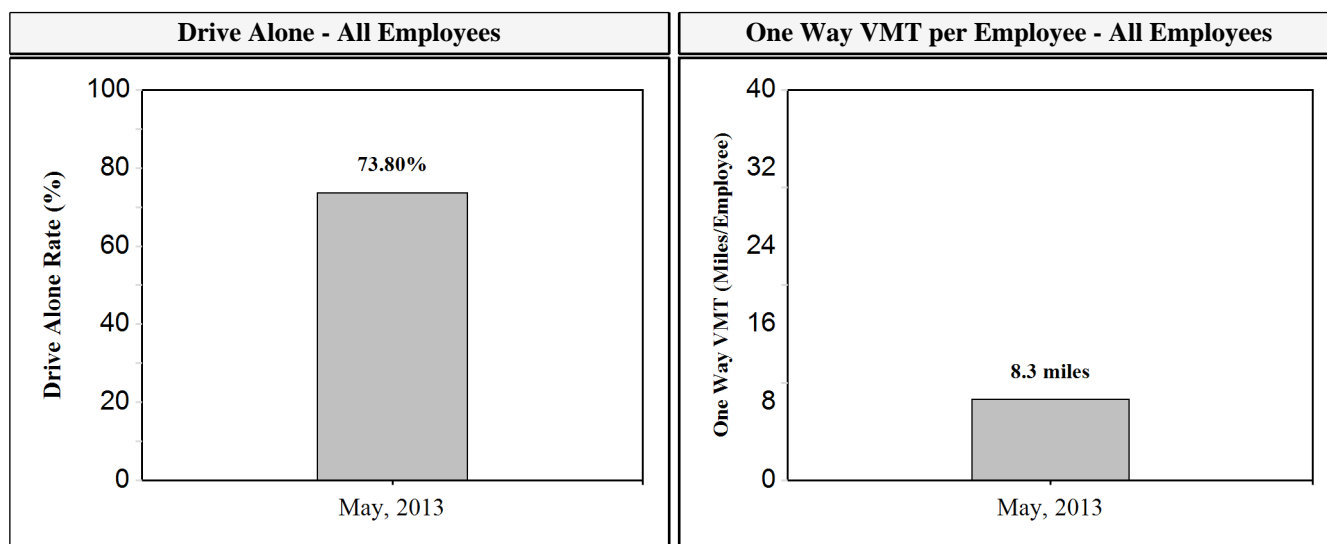 Drive Alone - All Employees
100
80
60
40
20
0
Drive Alone Rate (%)
73.80%
May, 2013
One Way VMT per Employee - All Employees
40
32
24
16
8
0
One Way VMT (Miles/Employee)
8.3 miles
May, 2013